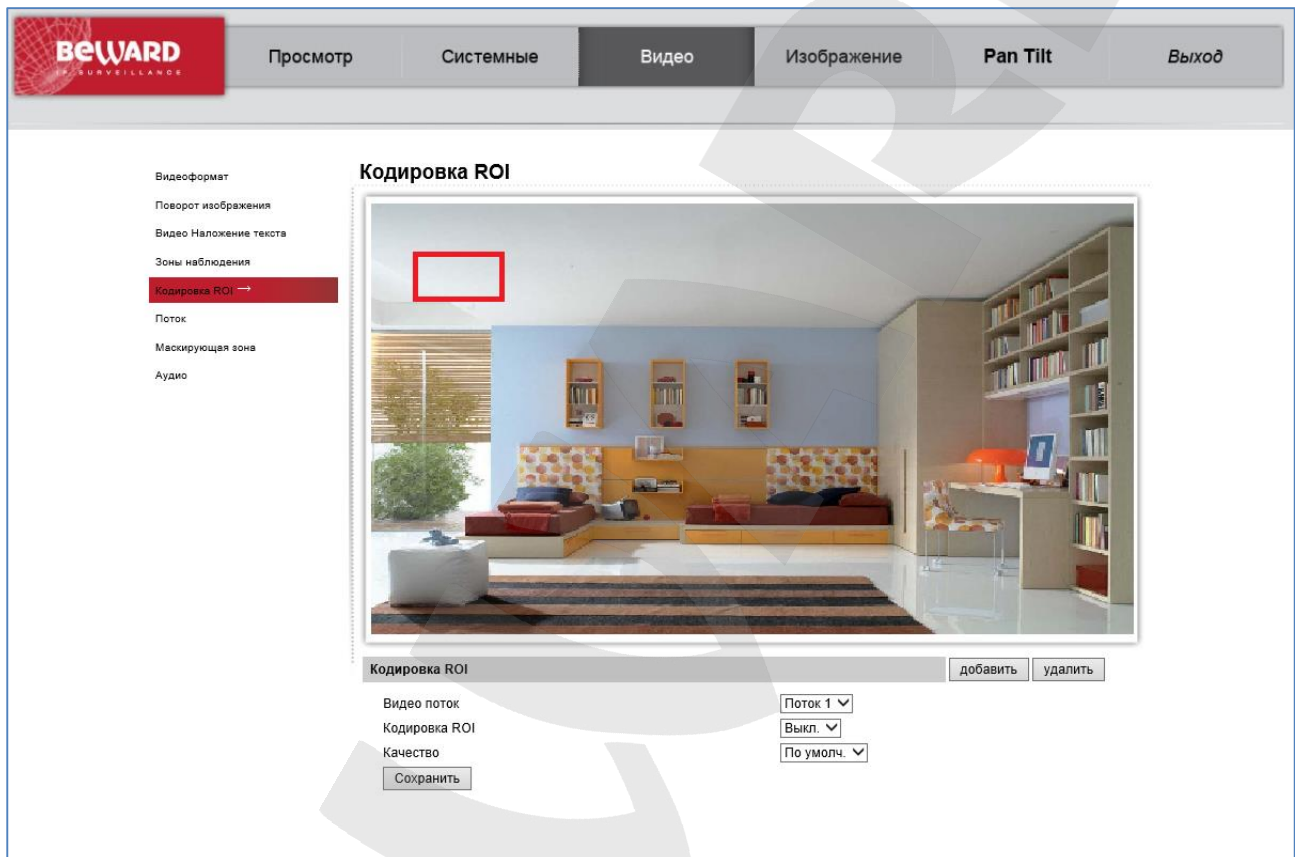 BEWARD
IP SURVEILLANCE
Просмотр
Системные
Видео
Изображение
Pan Tilt
Выход
Видеоформат
Поворот изображения
Видео Наложение текста
Зоны наблюдения
Кодировка ROI →
Поток
Маскирующая зона
Аудио
Кодировка ROI
Кодировка ROI
добавить
удалить
Видео поток
Поток 1
Кодировка ROI
Выкл.
Качество
По умолч.
Сохранить